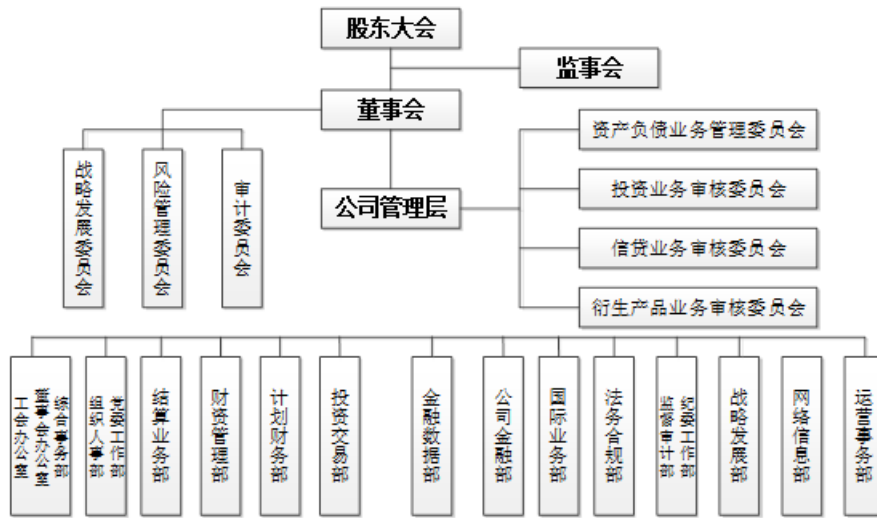 股东大会
监事会
董事会
资产负债业务管理委员会
战略发展委员会
风险管理委员会
审计委员会
投资业务审核委员会
公司管理层
信贷业务审核委员会
衍生产品业务审核委员会
综合事务部
董事会办公室
工会办公室
党委工作部
组织人事部
结算业务部
财资管理部
计划财务部
投资交易部
金融数据部
公司金融部
国际业务部
法务合规部
纪委工作部
监督审计部
战略发展部
网络信息部
运营事务部